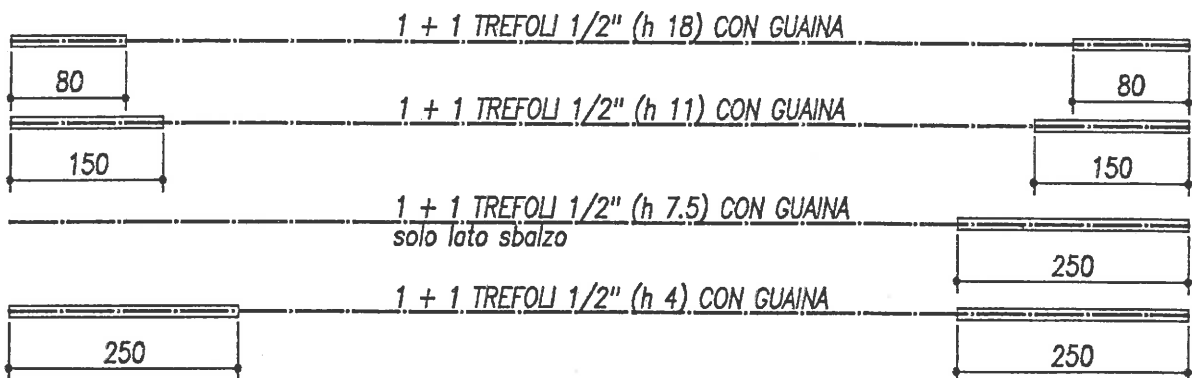 1 + 1 TREFOLI 1/2" (h 18) CON GUAINA
80
80
1 + 1 TREFOLI 1/2" (h 11) CON GUAINA
150
150
1 + 1 TREFOLI 1/2" (h 7.5) CON GUAINA
solo lato sbalzo
250
1 + 1 TREFOLI 1/2" (h 4) CON GUAINA
250
250